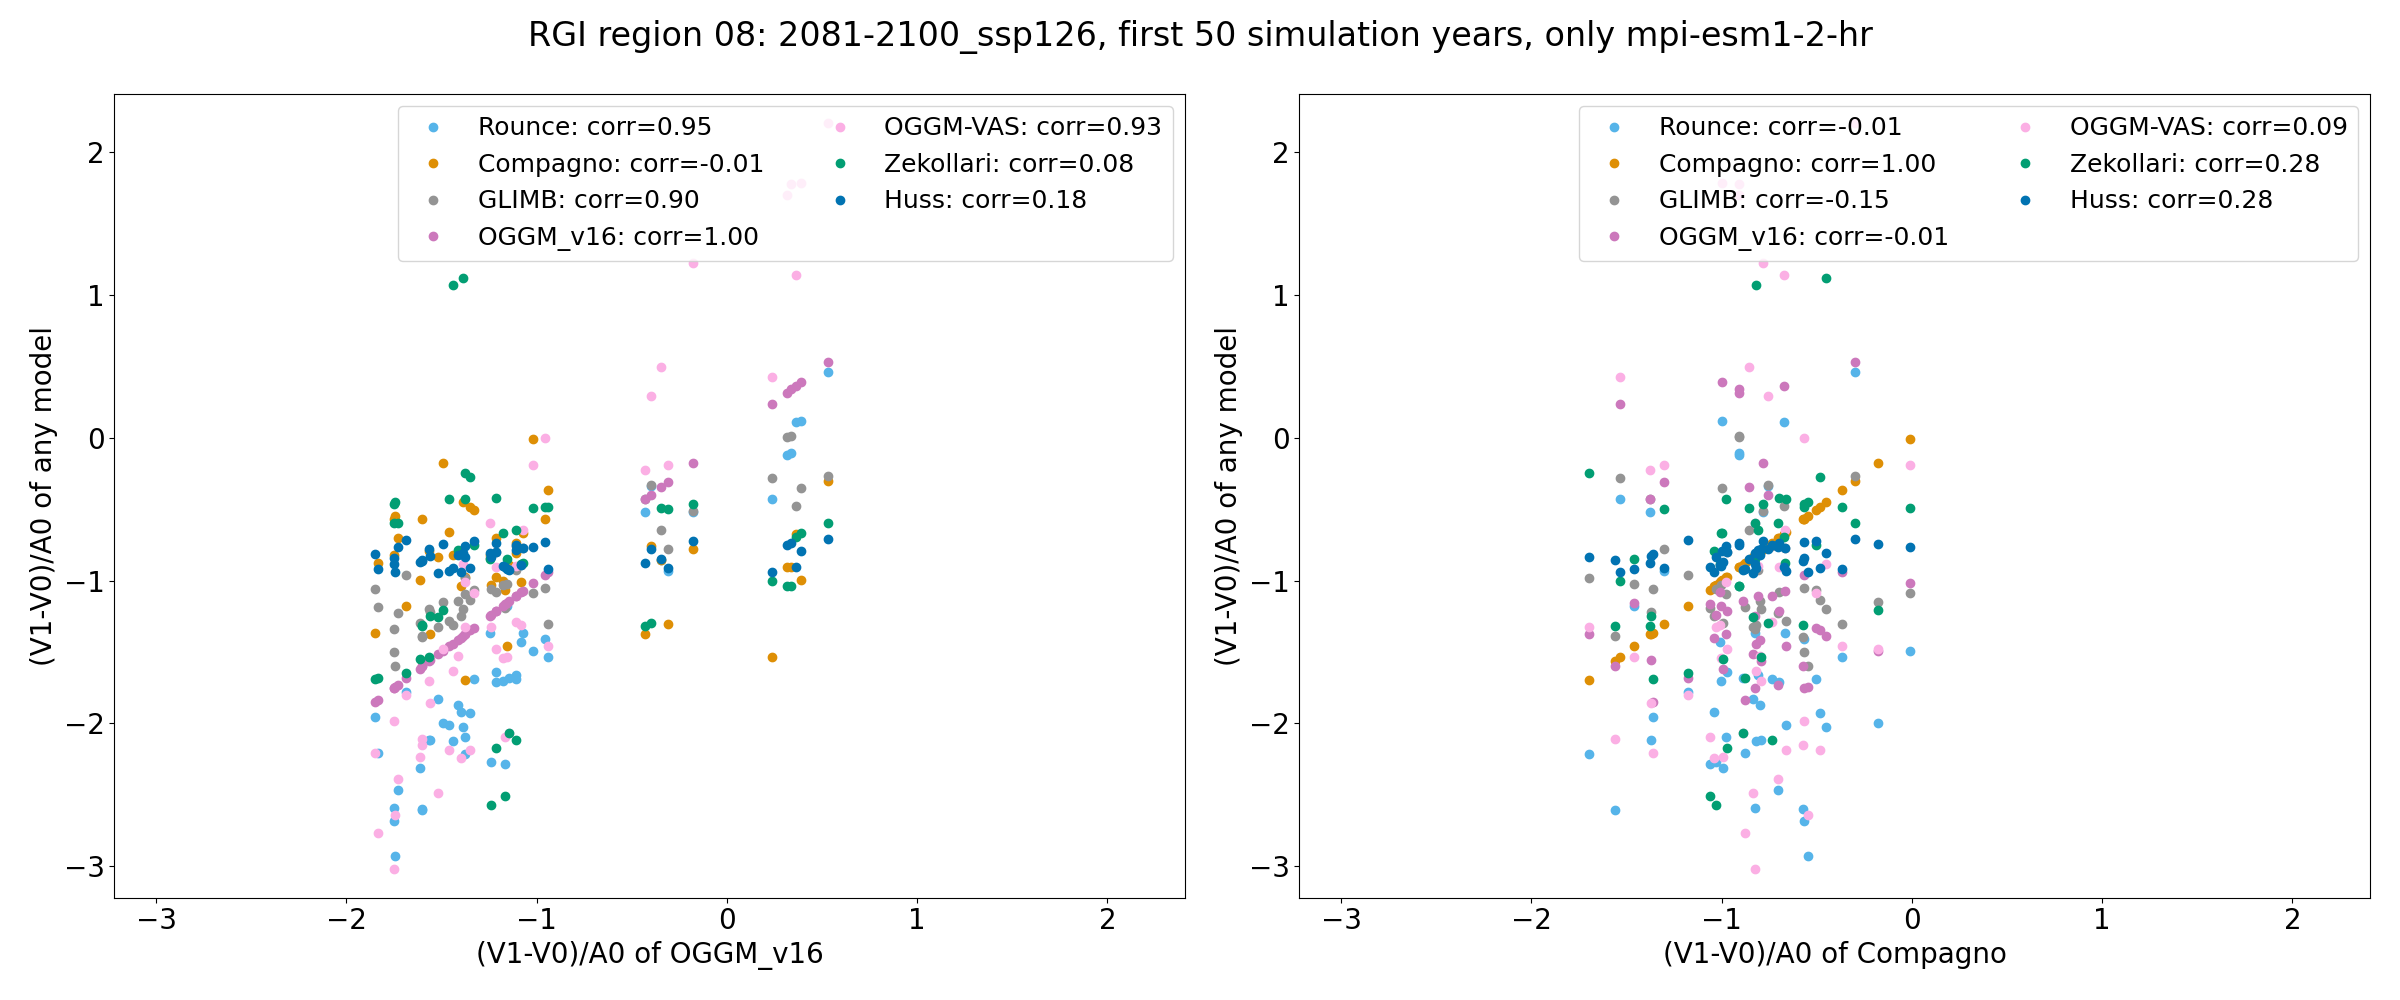 RGI region 08: 2081-2100_ssp126, first 50 simulation years, only mpi-esm1-2-hr
Rounce: corr=0.95
Compagno: corr=-0.01
GLIMB: corr=0.90
OGGM_v16: corr=1.00
OGGM-VAS: corr=0.93
Zekollari: corr=0.08
Huss: corr=0.18
(V1-V0)/A0 of any model
2
1
0
−1
−2
−3
−3
−2
−1
0
1
2
(V1-V0)/A0 of OGGM_v16
Rounce: corr=-0.01
Compagno: corr=1.00
GLIMB: corr=-0.15
OGGM_v16: corr=-0.01
OGGM-VAS: corr=0.09
Zekollari: corr=0.28
Huss: corr=0.28
(V1-V0)/A0 of any model
2
1
0
−1
−2
−3
−3
−2
−1
0
1
2
(V1-V0)/A0 of Compagno